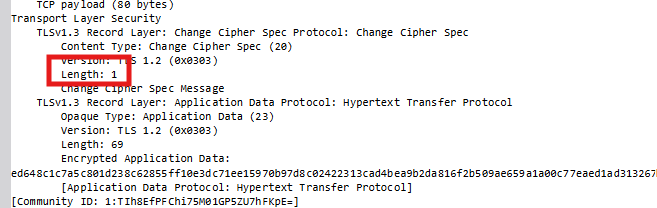 TCP payload (80 bytes)
Transport Layer Security
TLSv1.3 Record Layer: Change Cipher Spec Protocol: Change Cipher Spec
Content Type: Change Cipher Spec (20)
Version: TLS 1.2 (0x0303)
Length: 1
Change Cipher Spec Message
TLSv1.3 Record Layer: Application Data Protocol: Hypertext Transfer Protocol
Opaque Type: Application Data (23)
Version: TLS 1.2 (0x0303)
Length: 69
Encrypted Application Data:
ed648c1c7a5c801d238c62855ff10e3dc71ee15970b97d8c02422313cad4bea9b2da816f2b509ae659a1a00c77eaed1ad313267
[Application Data Protocol: Hypertext Transfer Protocol]
[Community ID: 1:TIh8EfPFChi75M01GP5ZU7hFKpE=]